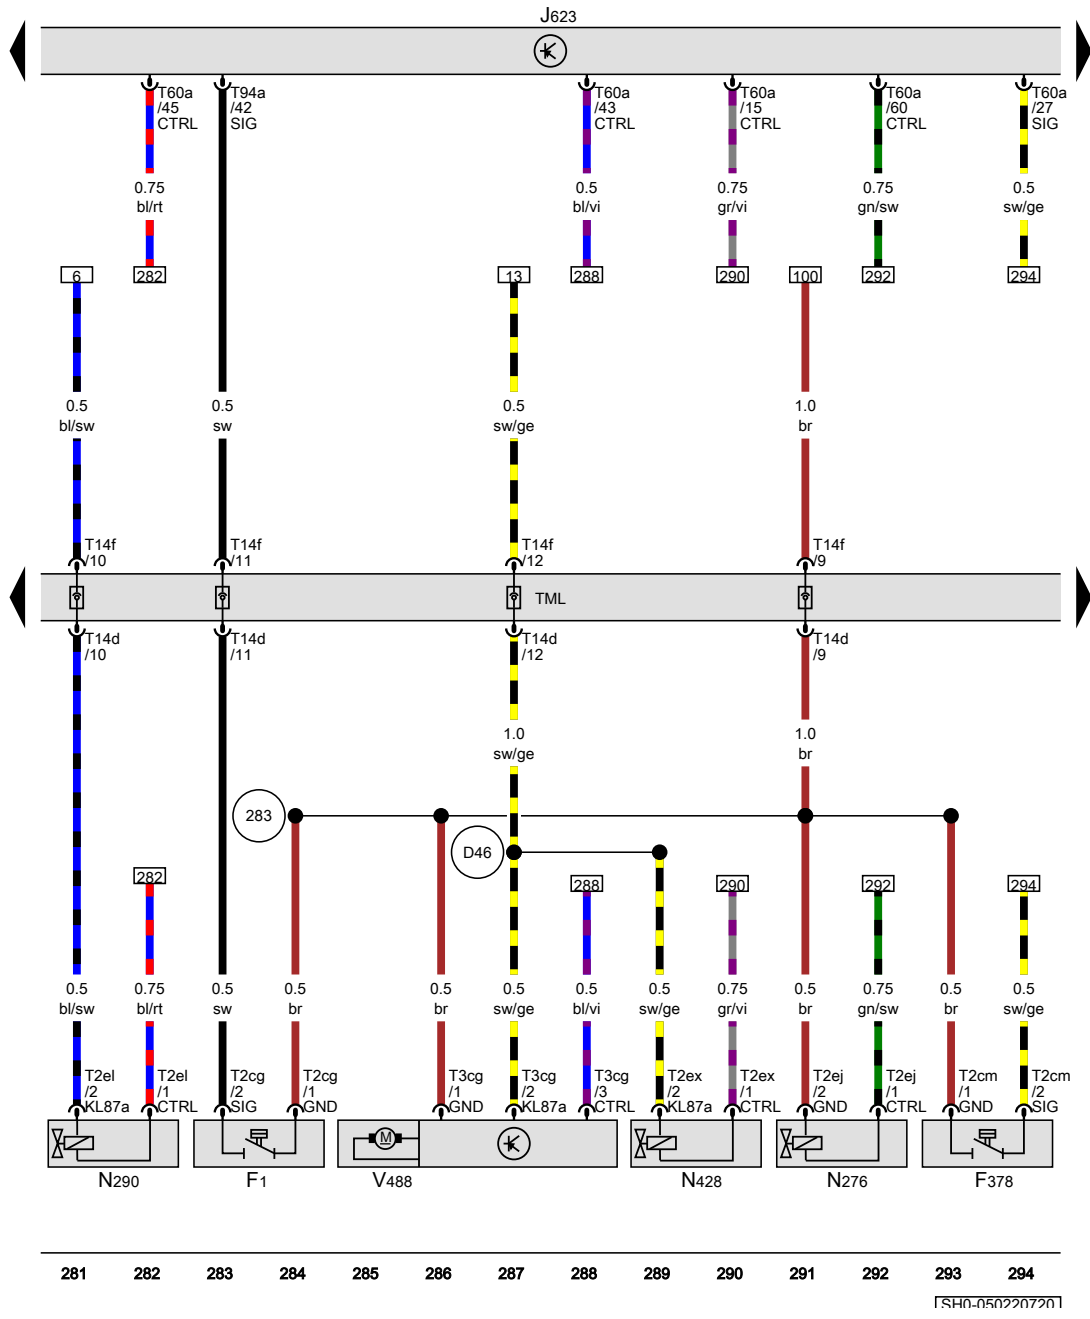 J623
T60a
/45
CTRL
T94a
/42
SIG
T60a
/43
CTRL
T60a
/15
CTRL
T60a
/60
CTRL
T60a
/27
SIG
0.75
bl/rt
0.5
bl/vi
0.75
gr/vi
0.75
gn/sw
0.5
sw/ge
6
282
13
288
290
100
292
294
0.5
bl/sw
0.5
sw
0.5
sw/ge
1.0
br
T14f
/10
T14f
/11
T14f
/12
T14f
/9
TML
T14d
/10
T14d
/11
T14d
/12
T14d
/9
1.0
sw/ge
1.0
br
283
D46
282
288
290
292
294
0.5
bl/sw
0.75
bl/rt
0.5
sw
0.5
br
0.5
br
0.5
sw/ge
0.5
bl/vi
0.5
sw/ge
0.75
gr/vi
0.5
br
0.75
gn/sw
0.5
br
0.5
sw/ge
T2el
/2
KL87a
T2el
/1
CTRL
T2cg
/2
SIG
T2cg
/1
GND
T3cg
/1
GND
T3cg
/2
KL87a
T3cg
/3
CTRL
T2ex
/2
KL87a
T2ex
/1
CTRL
T2ej
/2
GND
T2ej
/1
CTRL
T2cm
/1
GND
T2cm
/2
SIG
M
N290
F1
V488
N428
N276
F378
281 282 283 284 285 286 287 288 289 290 291 292 293 294
SH0-050220720